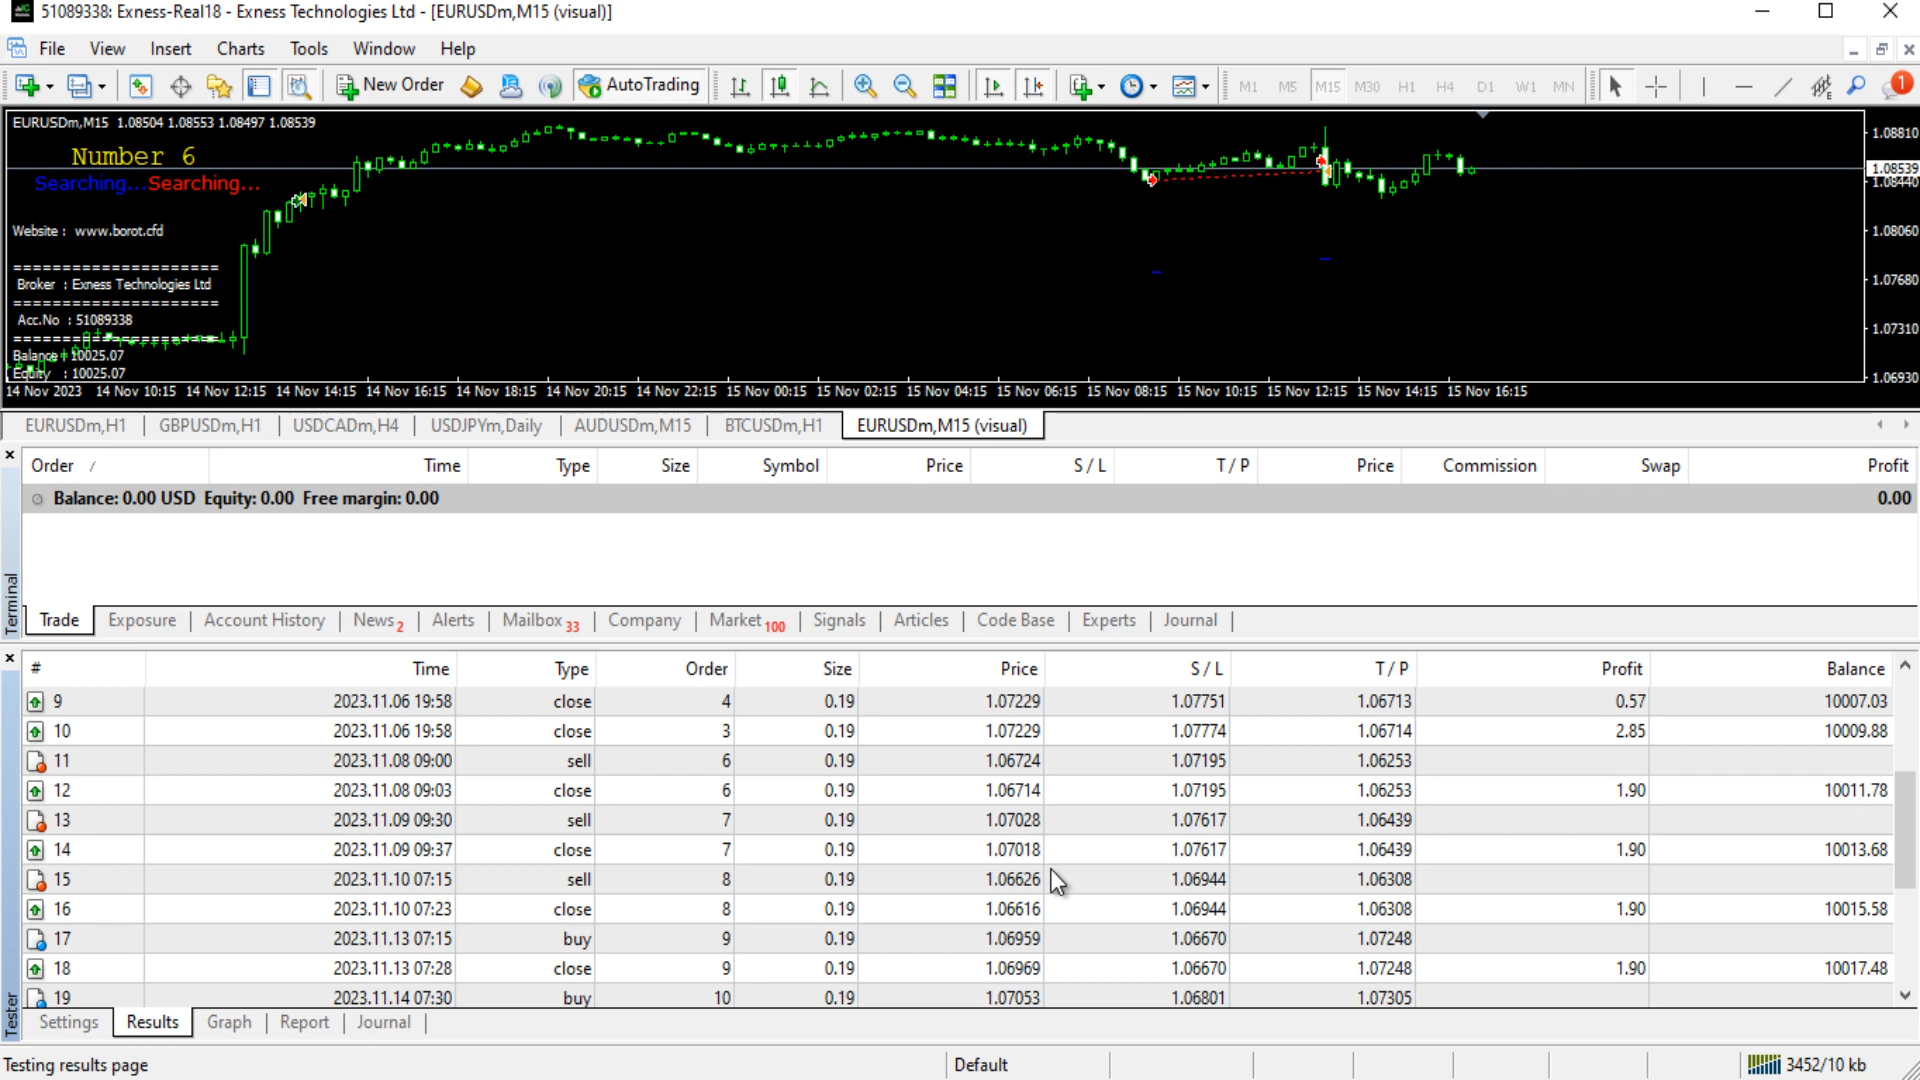 51089338: Exness-Real18 - Exness Technologies Ltd - [EURUSDm,M15 (visual)]
File View Insert Charts Tools Window Help
New Order AutoTrading M1 M5 M15 M30 H1 H4 D1 W1 MN 1
EURUSDm,M15 1.08504 1.08553 1.08497 1.08539
Number 6
Searching...Searching...
Website : www.borot.cfd
=====================
Broker : Exness Technologies Ltd
=====================
Acc.No : 51089338
=====================
Balance : 10025.07
Equity : 10025.07
1.08810
1.08539
1.08440
1.08060
1.07680
1.07310
1.06930
14 Nov 2023 14 Nov 10:15 14 Nov 12:15 14 Nov 14:15 14 Nov 16:15 14 Nov 18:15 14 Nov 20:15 14 Nov 22:15 15 Nov 00:15 15 Nov 02:15 15 Nov 04:15 15 Nov 06:15 15 Nov 08:15 15 Nov 10:15 15 Nov 12:15 15 Nov 14:15 15 Nov 16:15
EURUSDm,H1 GBPUSDm,H1 USDCADm,H4 USDJPYm,Daily AUDUSDm,M15 BTCUSDm,H1 EURUSDm,M15 (visual)
Order / Time Type Size Symbol Price S / L T / P Price Commission Swap Profit
Balance: 0.00 USD Equity: 0.00 Free margin: 0.00 0.00
Terminal
Trade Exposure Account History News 2 Alerts Mailbox 33 Company Market 100 Signals Articles Code Base Experts Journal
# Time Type Order Size Price S / L T / P Profit Balance
9 2023.11.06 19:58 close 4 0.19 1.07229 1.07751 1.06713 0.57 10007.03
10 2023.11.06 19:58 close 3 0.19 1.07229 1.07774 1.06714 2.85 10009.88
11 2023.11.08 09:00 sell 6 0.19 1.06724 1.07195 1.06253
12 2023.11.08 09:03 close 6 0.19 1.06714 1.07195 1.06253 1.90 10011.78
13 2023.11.09 09:30 sell 7 0.19 1.07028 1.07617 1.06439
14 2023.11.09 09:37 close 7 0.19 1.07018 1.07617 1.06439 1.90 10013.68
15 2023.11.10 07:15 sell 8 0.19 1.06626 1.06944 1.06308
16 2023.11.10 07:23 close 8 0.19 1.06616 1.06944 1.06308 1.90 10015.58
17 2023.11.13 07:15 buy 9 0.19 1.06959 1.06670 1.07248
18 2023.11.13 07:28 close 9 0.19 1.06969 1.06670 1.07248 1.90 10017.48
19 2023.11.14 07:30 buy 10 0.19 1.07053 1.06801 1.07305
Tester
Settings Results Graph Report Journal
Testing results page Default 3452/10 kb